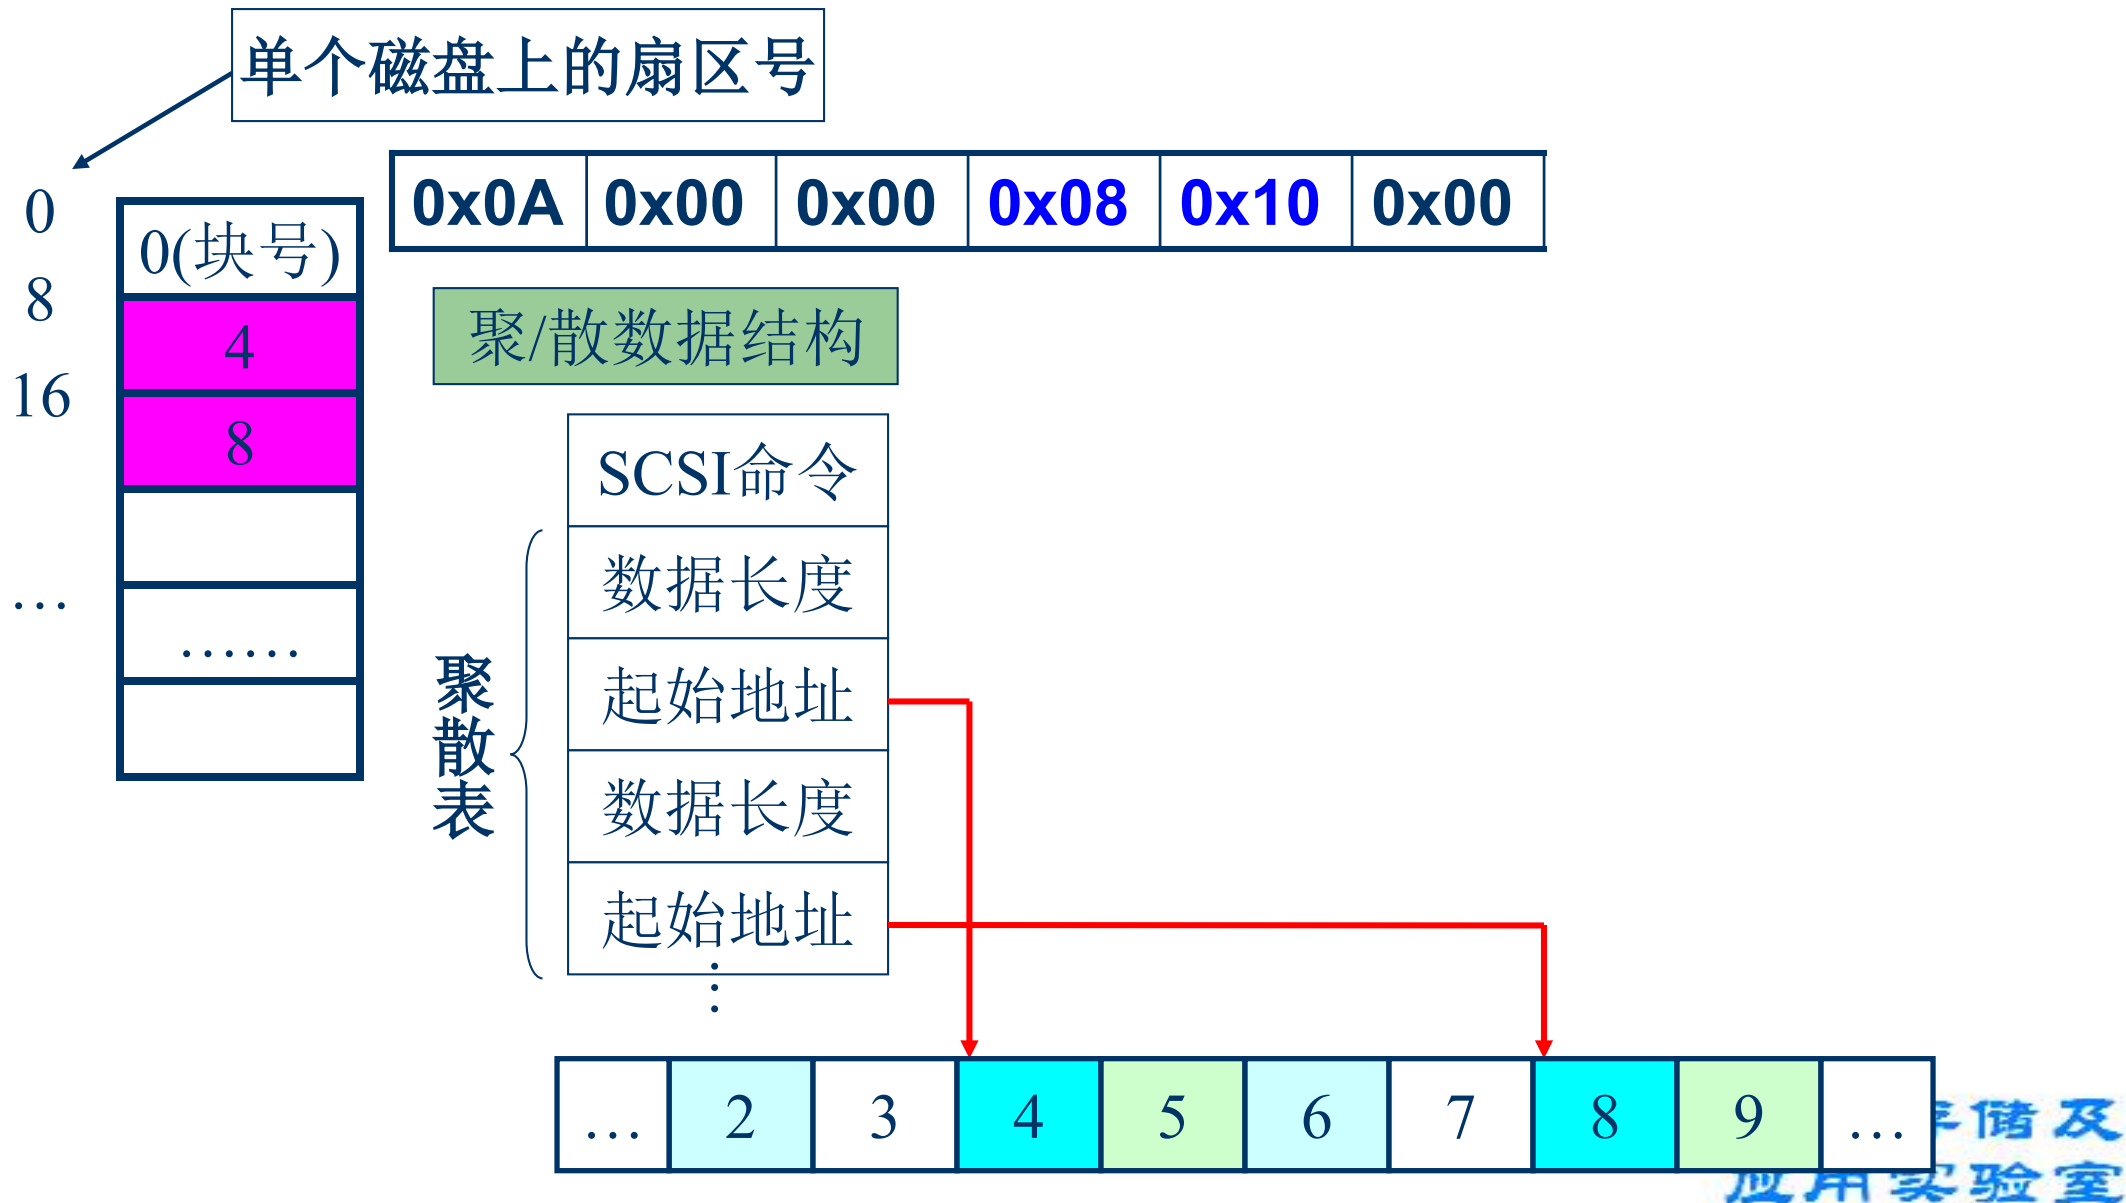 单个磁盘上的扇区号
0x0A 0x00 0x00 0x08 0x10 0x00
0
0(块号)
8
聚/散数据结构
4
16
8
SCSI命令
数据长度
…
……
起始地址
聚散表
数据长度
起始地址
⋮
… 2 3 4 5 6 7 8 9 …
储及
应用实验室